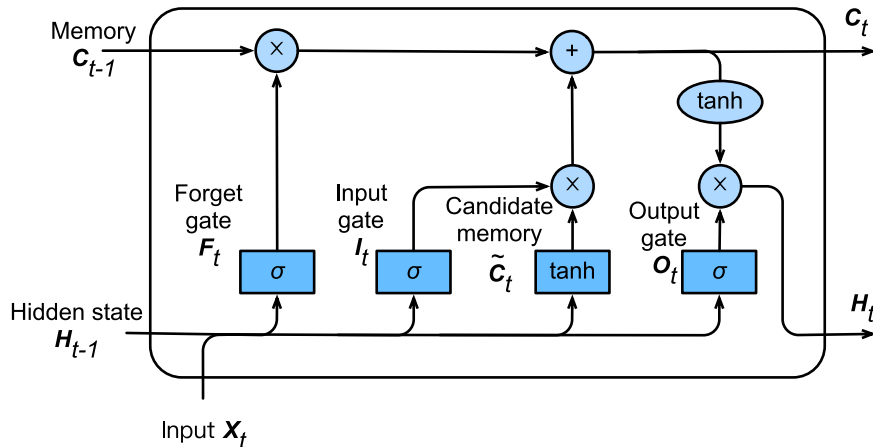 Memory
C_{t-1}
C_t
×
+
tanh
Forget
gate
F_t
Input
gate
I_t
Candidate
memory
C̃_t
×
Output
gate
O_t
×
σ
σ
tanh
σ
Hidden state
H_{t-1}
H_t
Input X_t